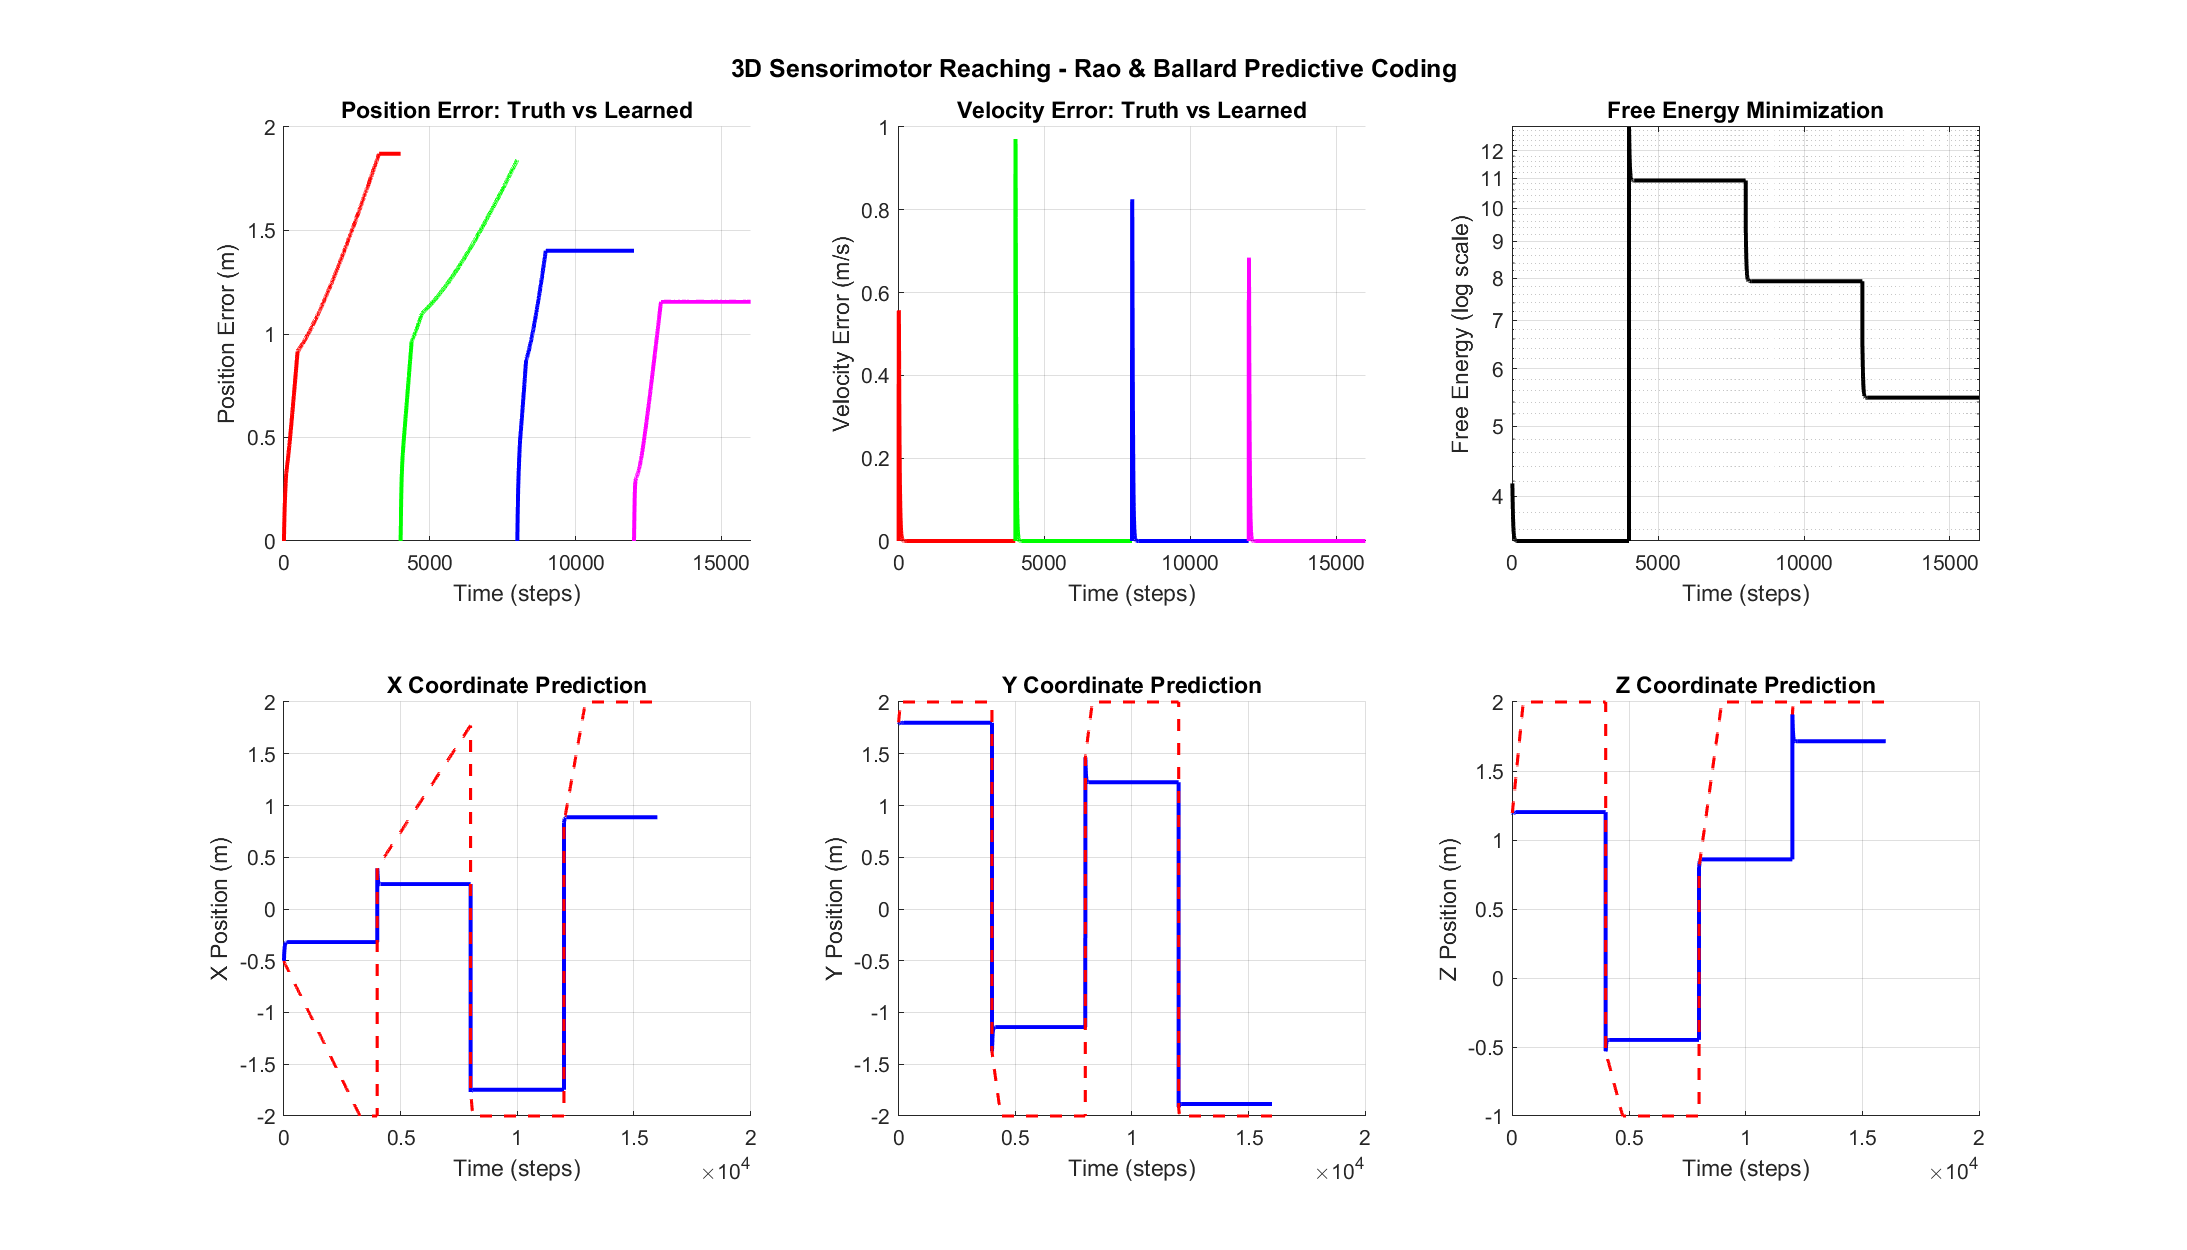 3D Sensorimotor Reaching - Rao & Ballard Predictive Coding
Position Error: Truth vs Learned
Position Error (m)
2
1.5
1
0.5
0
0 5000 10000 15000
Time (steps)
Velocity Error: Truth vs Learned
Velocity Error (m/s)
1
0.8
0.6
0.4
0.2
0
0 5000 10000 15000
Time (steps)
Free Energy Minimization
Free Energy (log scale)
12
11
10
9
8
7
6
5
4
0 5000 10000 15000
Time (steps)
X Coordinate Prediction
X Position (m)
2
1.5
1
0.5
0
-0.5
-1
-1.5
-2
0 0.5 1 1.5 2
Time (steps)
×10⁴
Y Coordinate Prediction
Y Position (m)
2
1.5
1
0.5
0
-0.5
-1
-1.5
-2
0 0.5 1 1.5 2
Time (steps)
×10⁴
Z Coordinate Prediction
Z Position (m)
2
1.5
1
0.5
0
-0.5
-1
0 0.5 1 1.5 2
Time (steps)
×10⁴